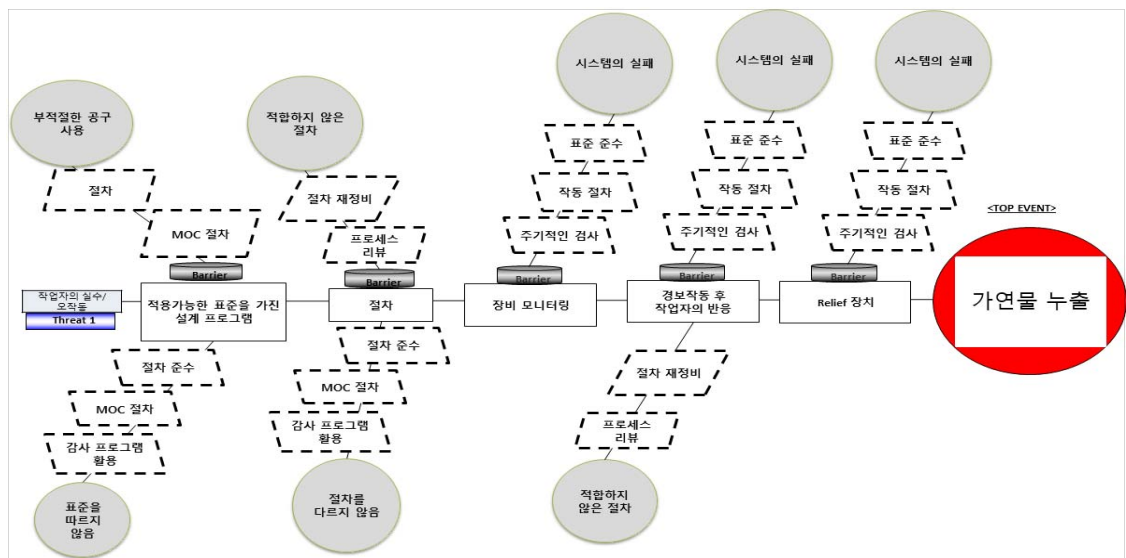 시스템의 실패
시스템의 실패
시스템의 실패
부적절한 공구
사용
적합하지 않은
절차
표준 준수
표준 준수
표준 준수
절차
절차 재정비
작동 절차
작동 절차
작동 절차
<TOP EVENT>
MOC 절차
프로세스
리뷰
주기적인 검사
주기적인 검사
주기적인 검사
Barrier
Barrier
Barrier
Barrier
Barrier
작업자의 실수/
오작동
Threat 1
적용가능한 표준을 가진
설계 프로그램
절차
장비 모니터링
경보작동 후
작업자의 반응
Relief 장치
가연물 누출
절차 준수
절차 준수
절차 재정비
MOC 절차
MOC 절차
감사 프로그램
활용
감사 프로그램
활용
프로세스
리뷰
표준을
따르지
않음
절차를
다르지 않음
적합하지
않은 절차